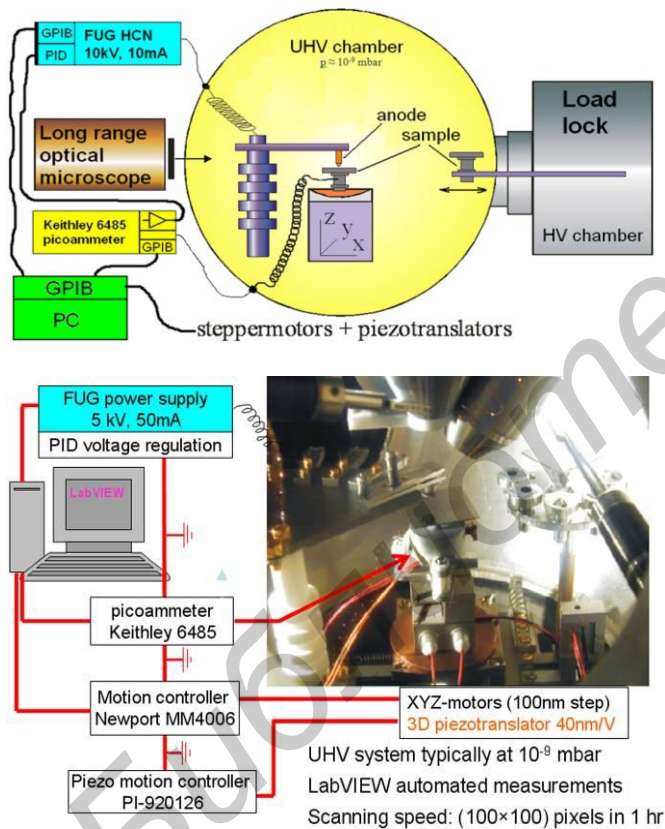 GPIB
PID
FUG HCN
10kV, 10mA
UHV chamber
p ≈ 10⁻⁹ mbar
Long range
optical
microscope
anode
sample
Load
lock
HV chamber
Keithley 6485
picoammeter
GPIB
z
y
x
GPIB
PC
steppermotors + piezotranslators
FUG power supply
5 kV, 50mA
PID voltage regulation
LabVIEW
picoammeter
Keithley 6485
Motion controller
Newport MM4006
Piezo motion controller
PI-920126
XYZ-motors (100nm step)
3D piezotranslator 40nm/V
UHV system typically at 10⁻⁹ mbar
LabVIEW automated measurements
Scanning speed: (100×100) pixels in 1 hr